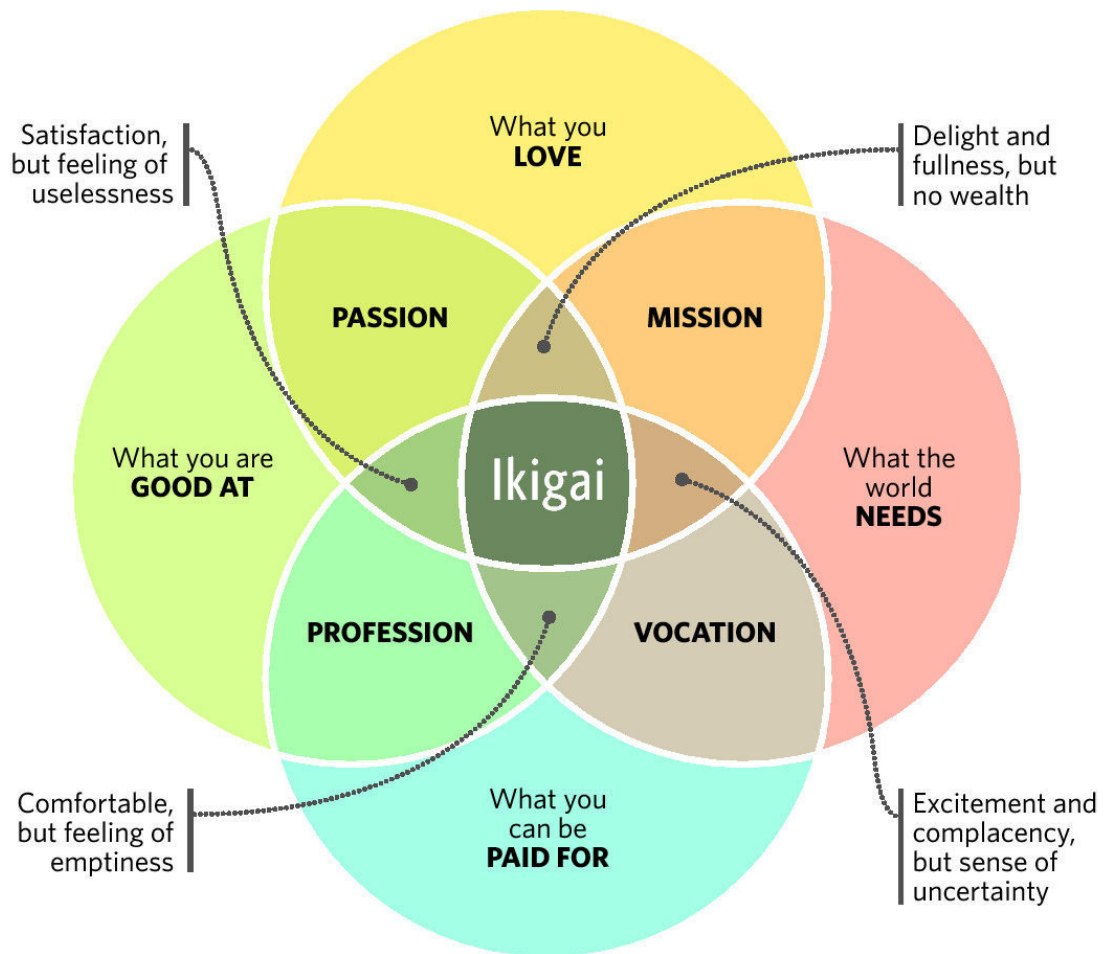 What you
LOVE
Satisfaction,
but feeling of
uselessness
Delight and
fullness, but
no wealth
PASSION
MISSION
What you are
GOOD AT
Ikigai
What the
world
NEEDS
PROFESSION
VOCATION
Comfortable,
but feeling of
emptiness
What you
can be
PAID FOR
Excitement and
complacency,
but sense of
uncertainty